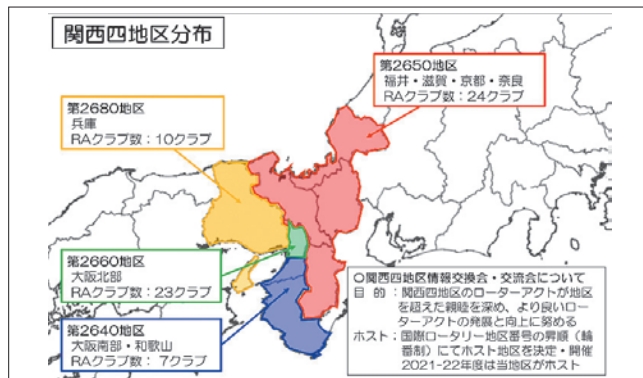 関西四地区分布
第2650地区
福井・滋賀・京都・奈良
RAクラブ数：24クラブ
第2680地区
兵庫
RAクラブ数：10クラブ
第2660地区
大阪北部
RAクラブ数：23クラブ
第2640地区
大阪南部・和歌山
RAクラブ数：7クラブ
○関西四地区情報交換会・交流会について
目 的：関西四地区のローターアクトが地区
を超えた親睦を深め、より良いロー
ターアクトの発展と向上に努める
ホスト：国際ロータリー地区番号の昇順（輪
番制）にてホスト地区を決定・開催
2021-22年度は当地区がホスト